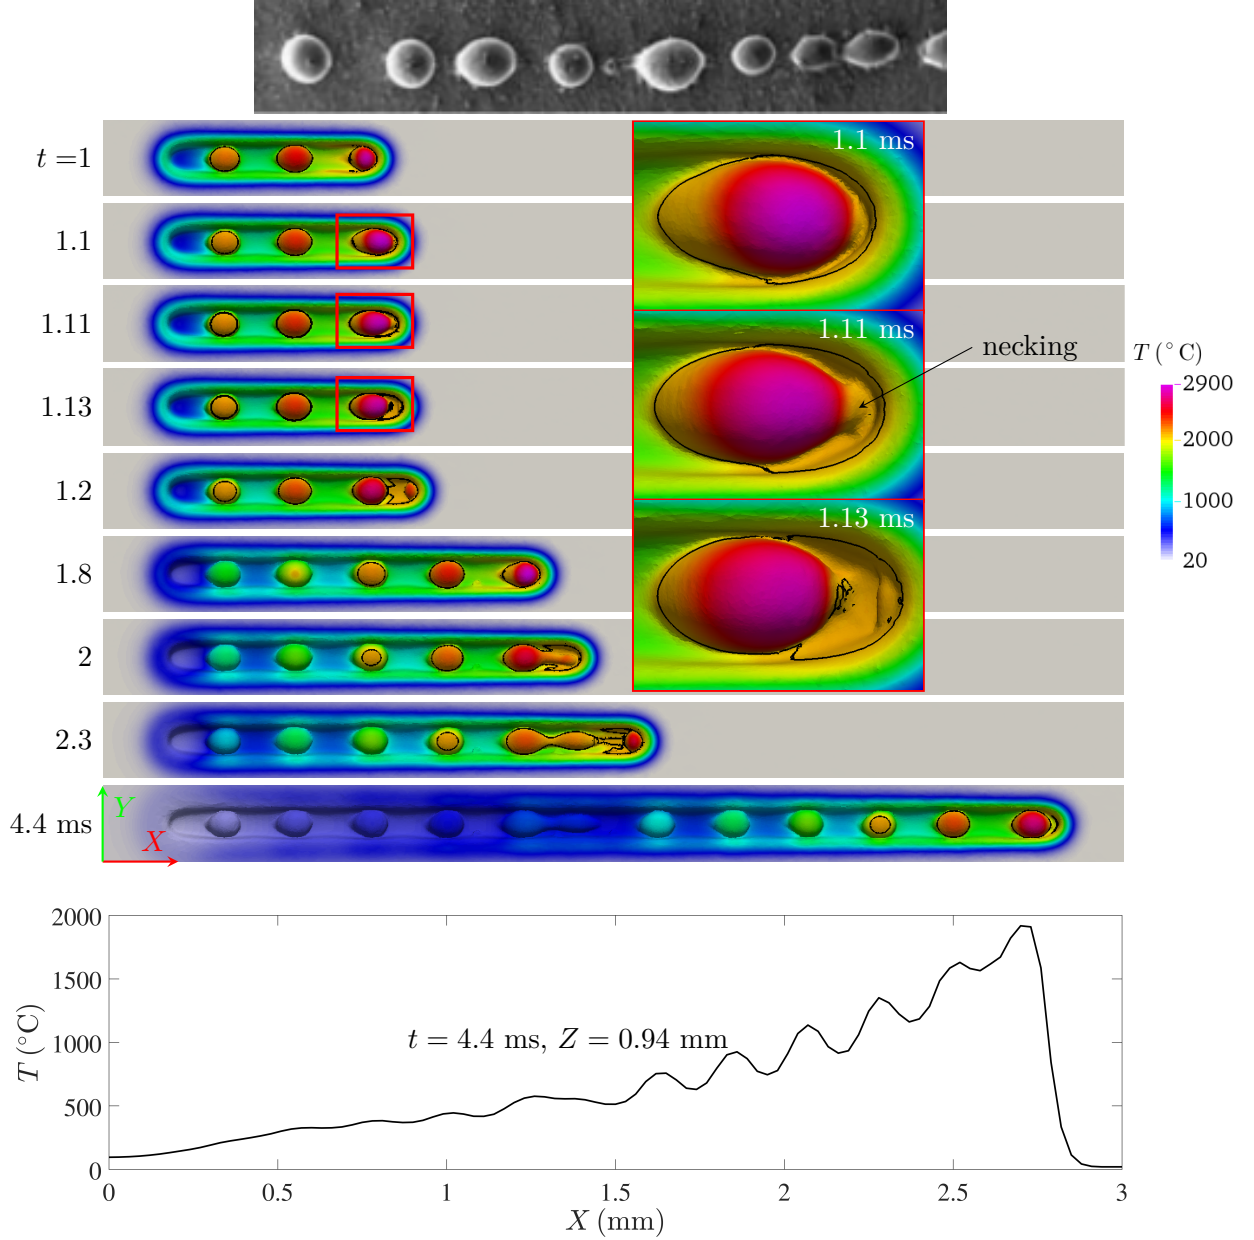 t =1
1.1
1.11
1.13
1.2
1.8
2
2.3
4.4 ms
Y
X
1.1 ms
1.11 ms
necking
1.13 ms
T (°C)
2900
2000
1000
20
2000
1500
1000
500
0
T (°C)
t = 4.4 ms, Z = 0.94 mm
0 0.5 1 1.5 2 2.5 3
X (mm)